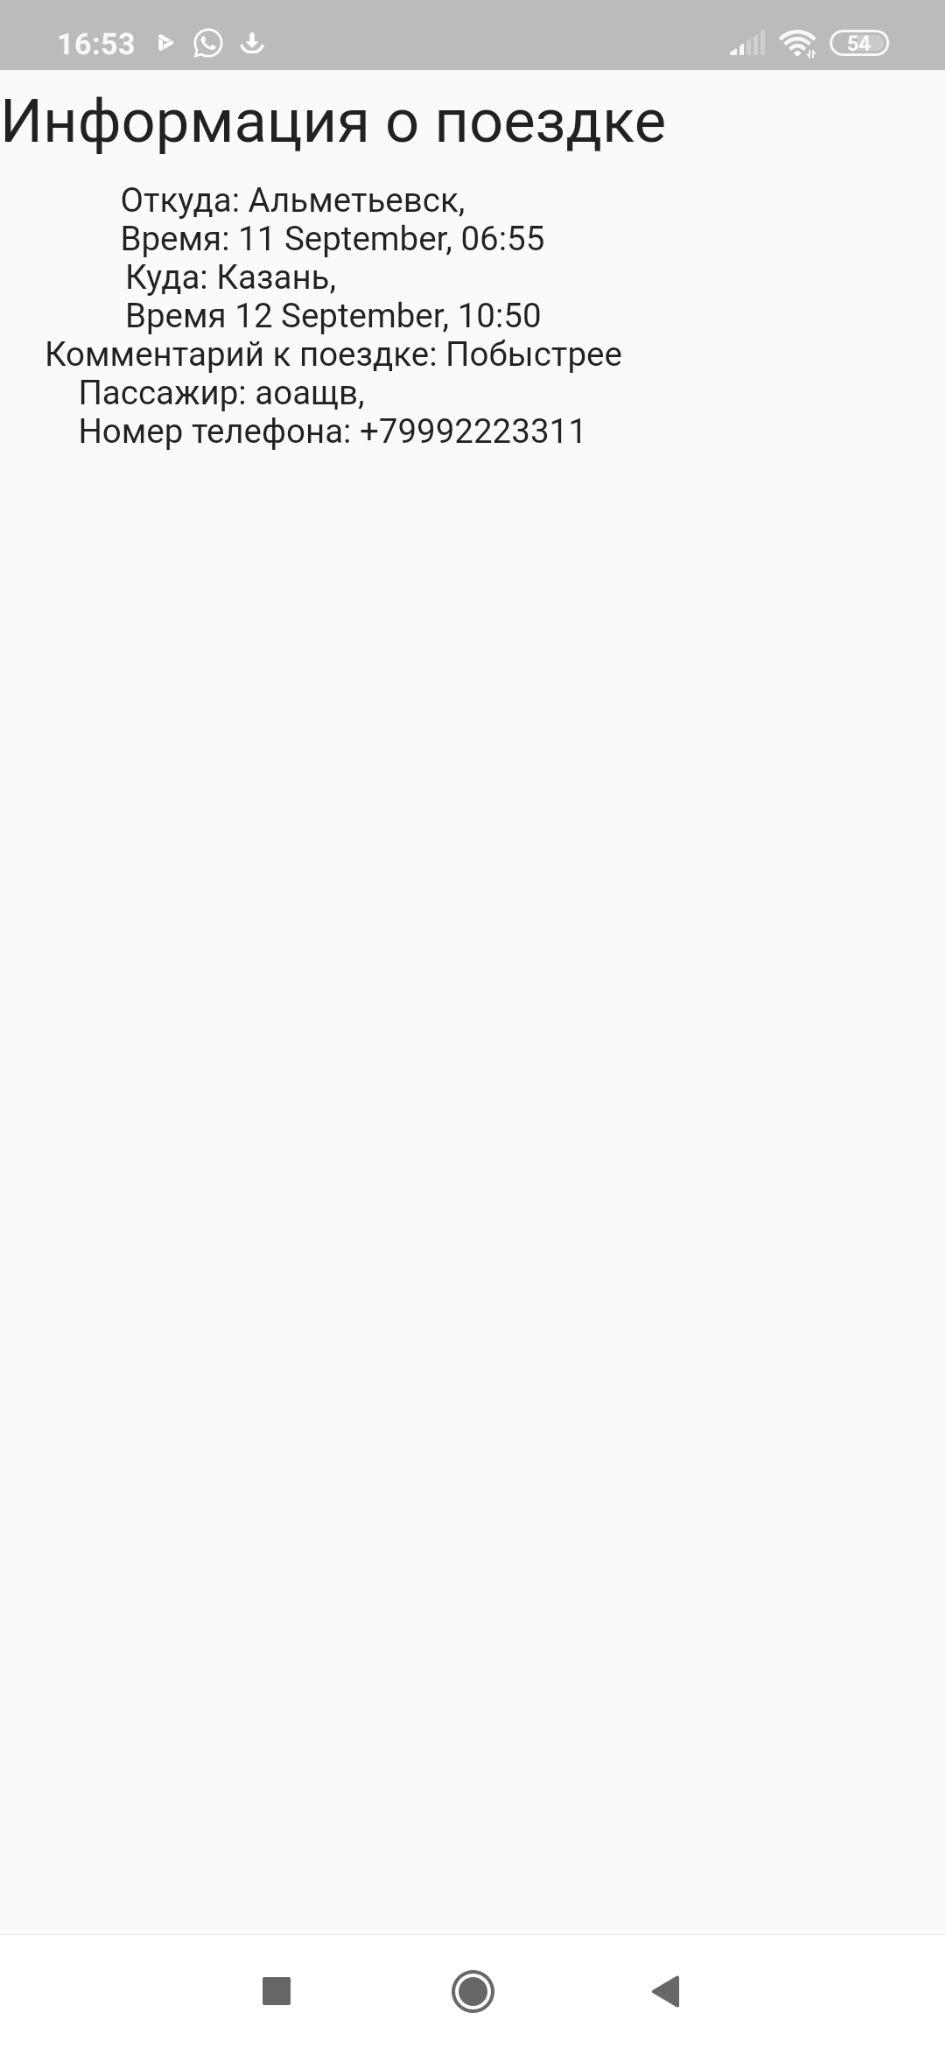 16:53
54
Информация о поездке
Откуда: Альметьевск,
Время: 11 September, 06:55
Куда: Казань,
Время 12 September, 10:50
Комментарий к поездке: Побыстрее
Пассажир: аоащв,
Номер телефона: +79992223311